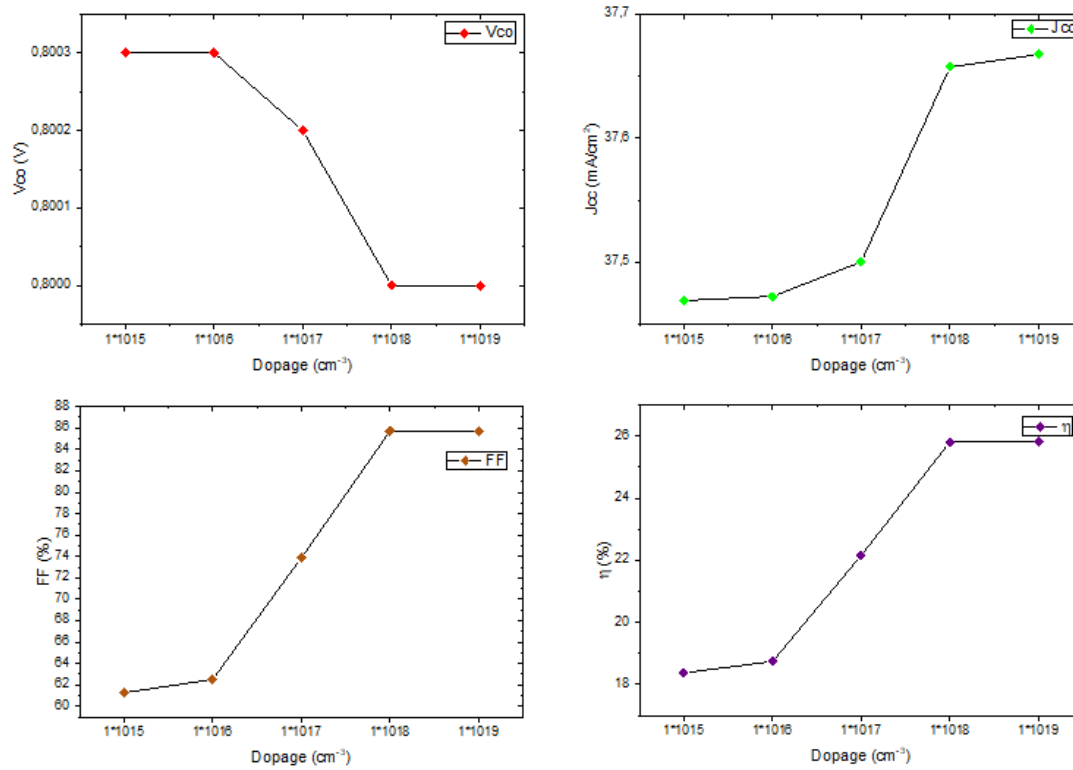 Vco
0,8003
0,8002
0,8001
0,8000
Vco (V)
1*1015 1*1016 1*1017 1*1018 1*1019
Dopage (cm⁻³)
Jcc
37,7
37,6
37,5
Jcc (mA/cm²)
1*1015 1*1016 1*1017 1*1018 1*1019
Dopage (cm⁻³)
FF
88
86
84
82
80
78
76
74
72
70
68
66
64
62
60
FF (%)
1*1015 1*1016 1*1017 1*1018 1*1019
Dopage (cm⁻³)
η
26
24
22
20
18
η (%)
1*1015 1*1016 1*1017 1*1018 1*1019
Dopage (cm⁻³)